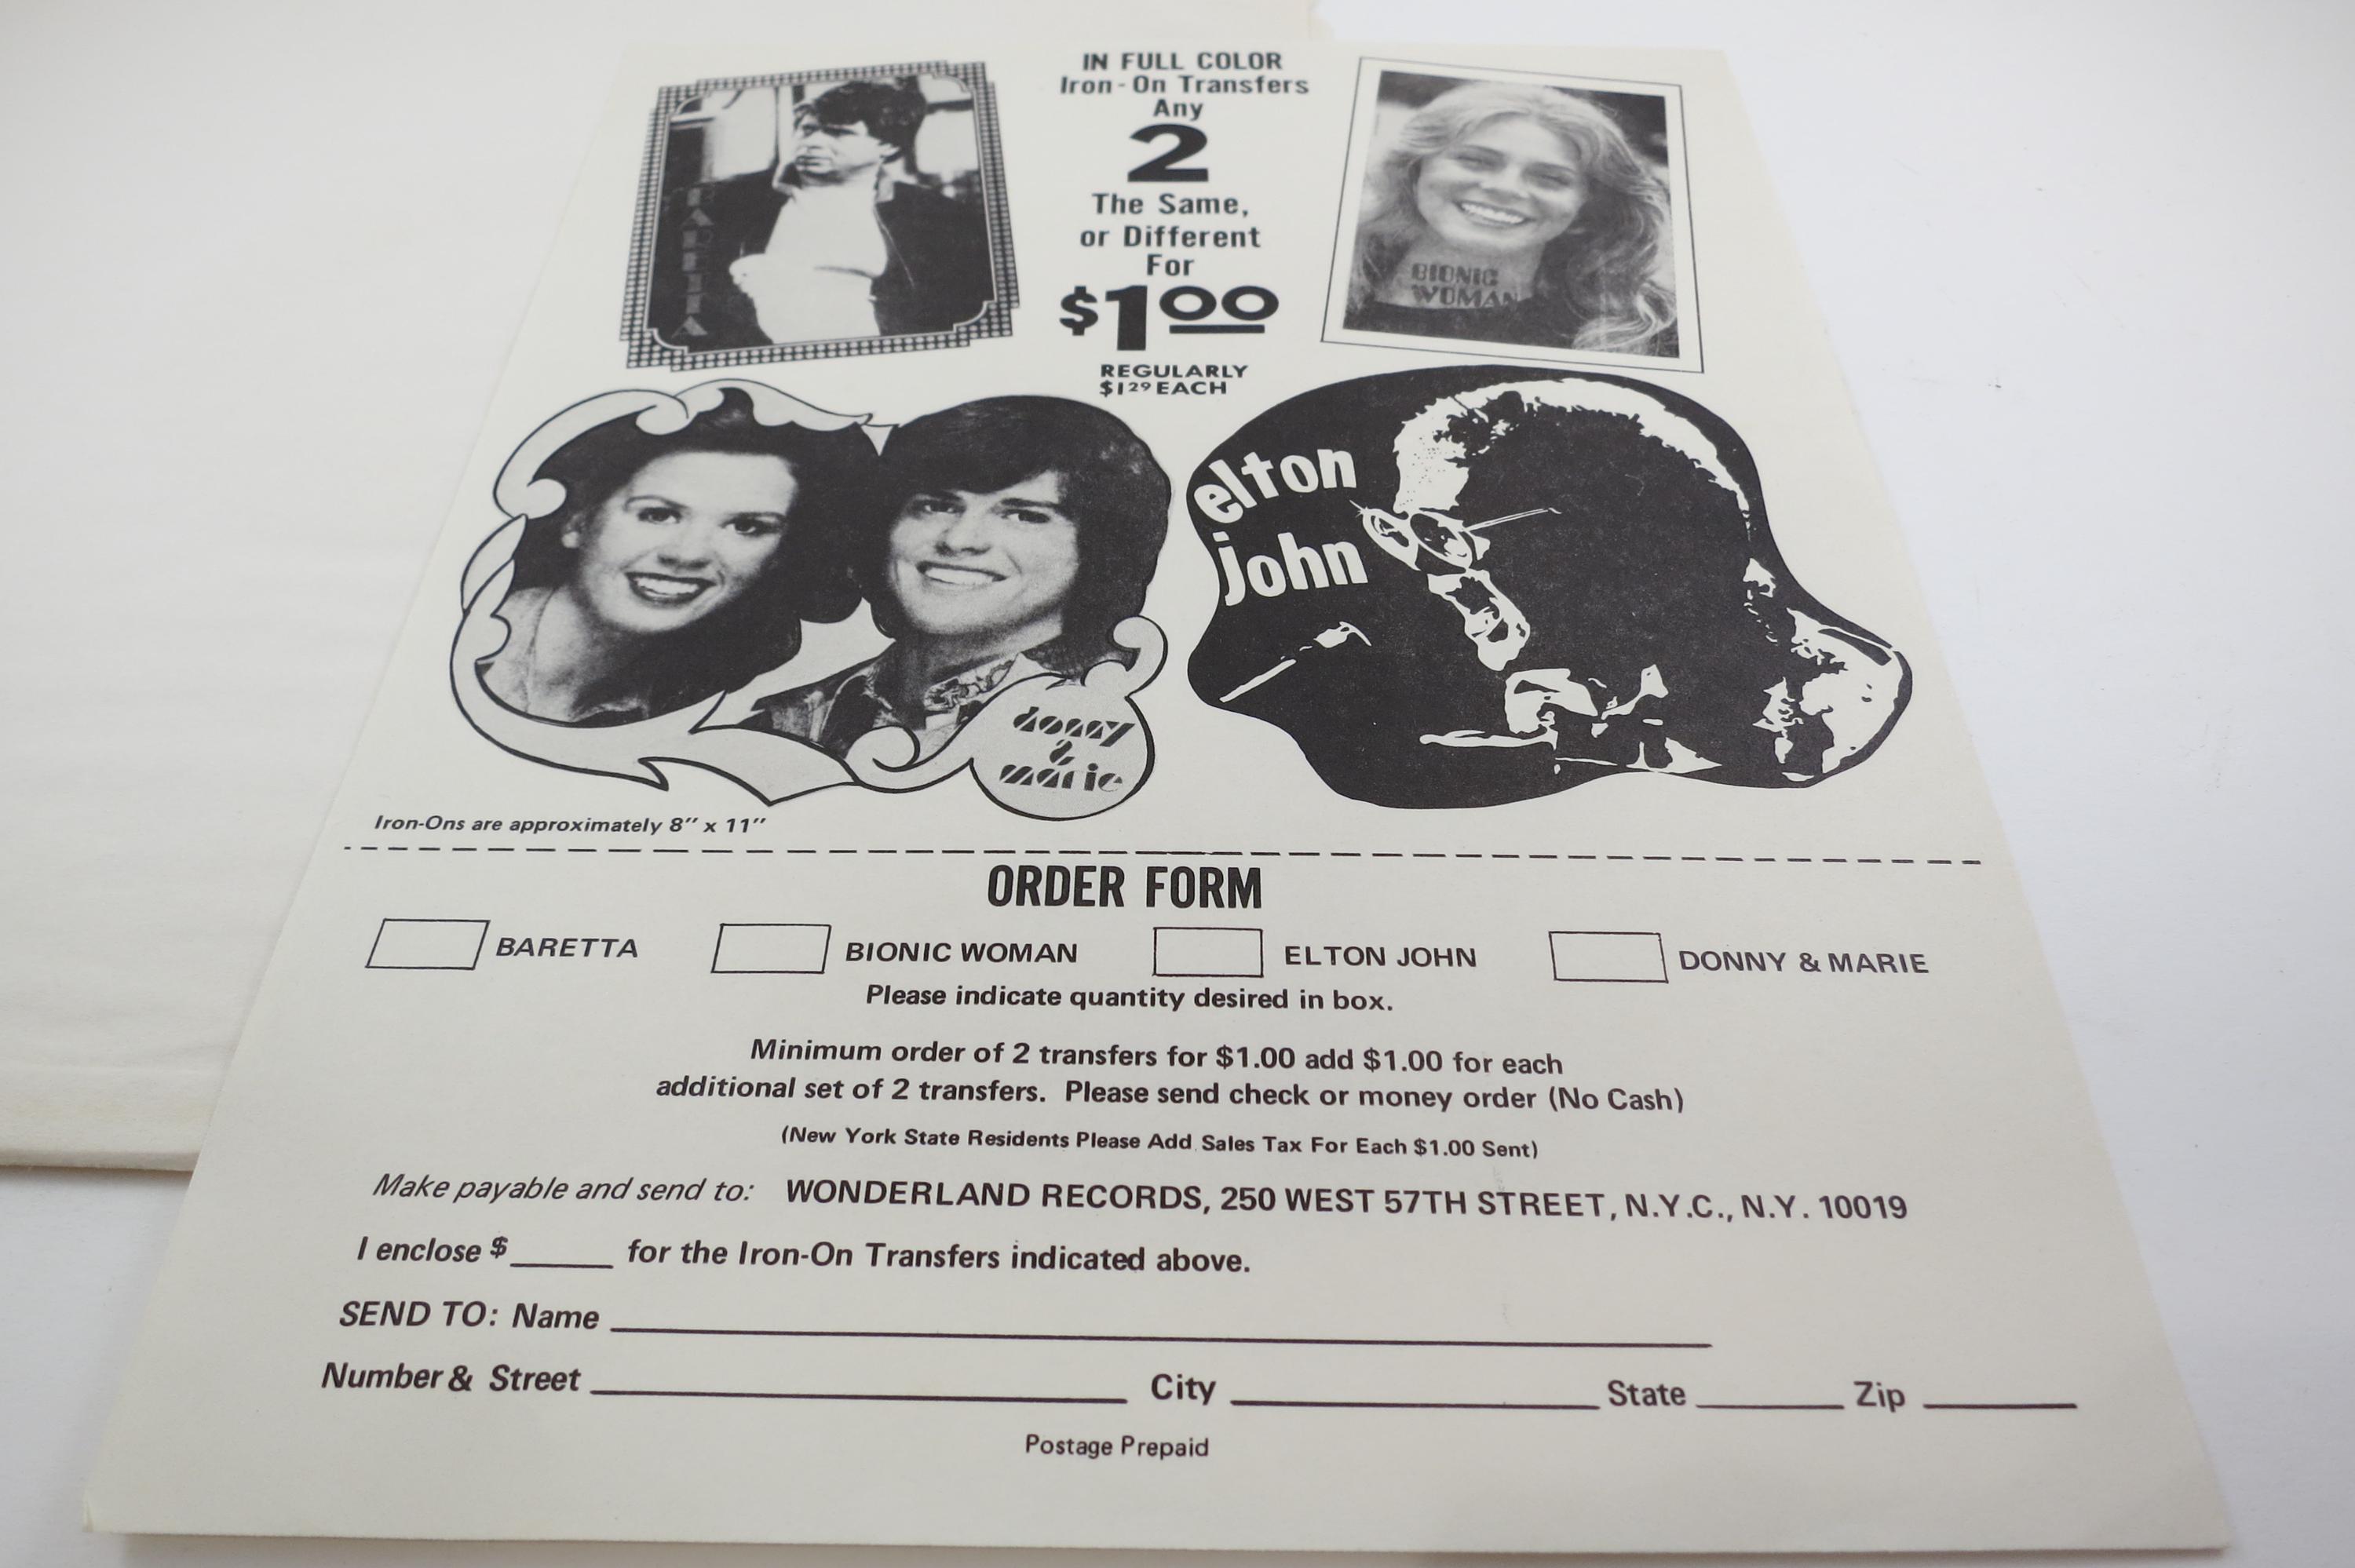 IN FULL COLOR
Iron-On Transfers
Any
2
The Same,
or Different
For
$1.00
REGULARLY
$1.29 EACH
BARETTA
BIONIC
WOMAN
donny
&
marie
elton
john
Iron-Ons are approximately 8" x 11"
ORDER FORM
BARETTA BIONIC WOMAN ELTON JOHN DONNY & MARIE
Please indicate quantity desired in box.
Minimum order of 2 transfers for $1.00 add $1.00 for each
additional set of 2 transfers. Please send check or money order (No Cash)
(New York State Residents Please Add Sales Tax For Each $1.00 Sent)
Make payable and send to: WONDERLAND RECORDS, 250 WEST 57TH STREET, N.Y.C., N.Y. 10019
I enclose $_____ for the Iron-On Transfers indicated above.
SEND TO: Name
Number & Street City State Zip
Postage Prepaid